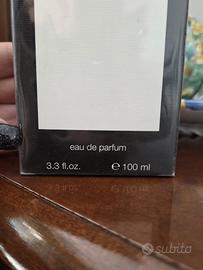 eau de parfum
3.3 fl.oz. ℮ 100 ml
subito